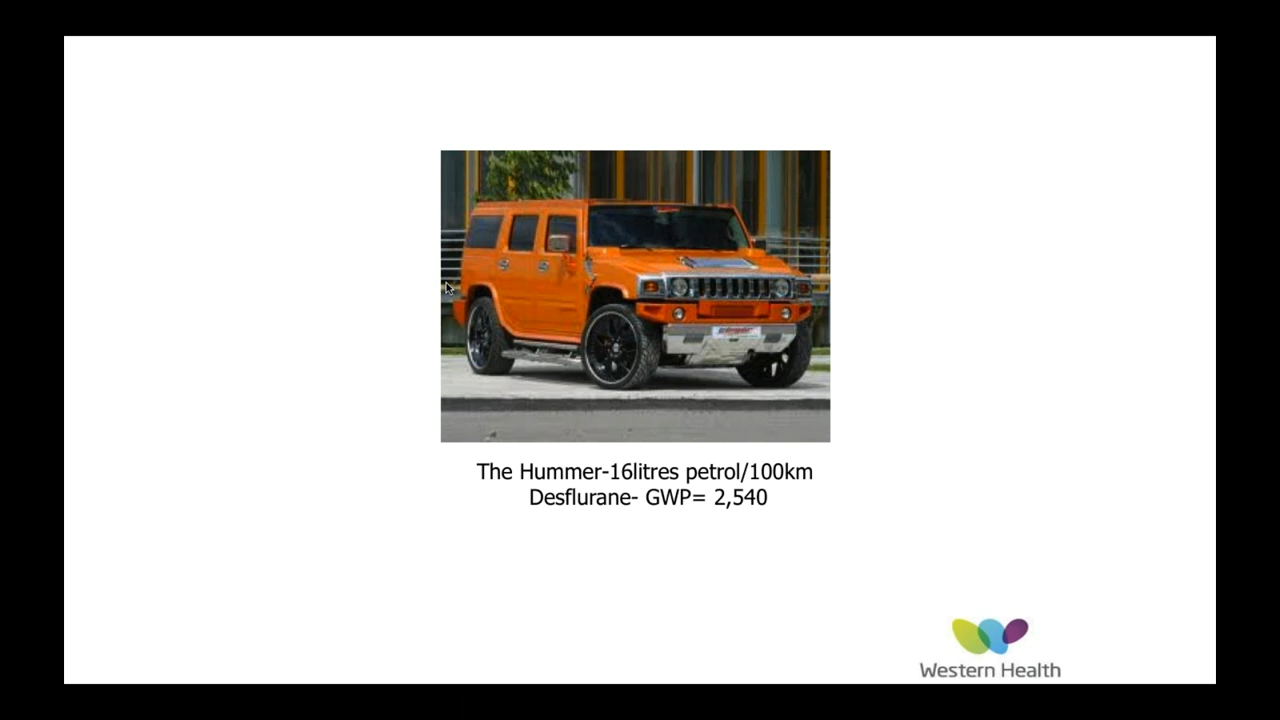 The Hummer-16litres petrol/100km
Desflurane- GWP= 2,540
Western Health